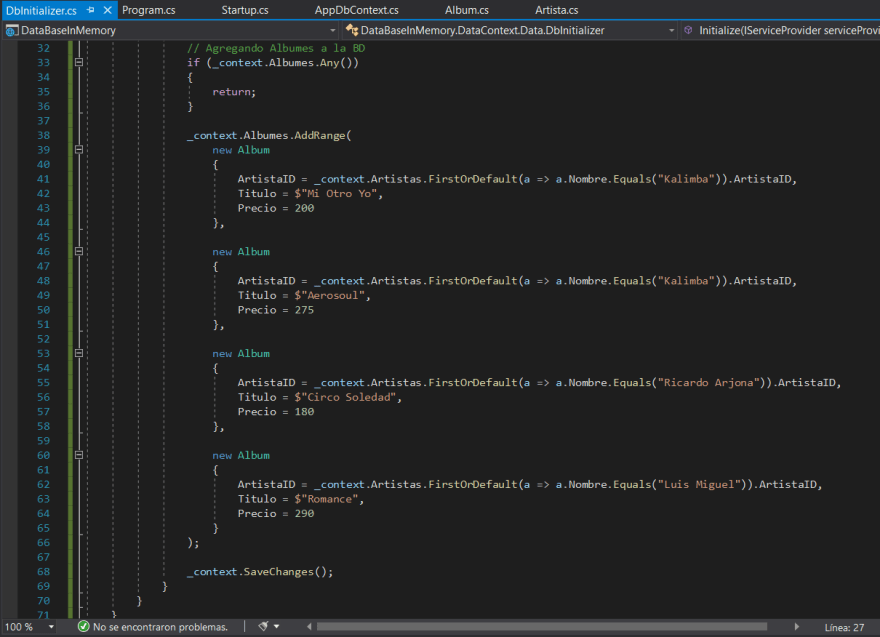 DbInitializer.cs Program.cs Startup.cs AppDbContext.cs Album.cs Artista.cs
DataBaseInMemory DataBaseInMemory.DataContext.Data.DbInitializer Initialize(IServiceProvider serviceProvi
32 // Agregando Albumes a la BD
33 if (_context.Albumes.Any())
34 {
35 return;
36 }
37
38 _context.Albumes.AddRange(
39 new Album
40 {
41 ArtistaID = _context.Artistas.FirstOrDefault(a => a.Nombre.Equals("Kalimba")).ArtistaID,
42 Titulo = $"Mi Otro Yo",
43 Precio = 200
44 },
45
46 new Album
47 {
48 ArtistaID = _context.Artistas.FirstOrDefault(a => a.Nombre.Equals("Kalimba")).ArtistaID,
49 Titulo = $"Aerosoul",
50 Precio = 275
51 },
52
53 new Album
54 {
55 ArtistaID = _context.Artistas.FirstOrDefault(a => a.Nombre.Equals("Ricardo Arjona")).ArtistaID,
56 Titulo = $"Circo Soledad",
57 Precio = 180
58 },
59
60 new Album
61 {
62 ArtistaID = _context.Artistas.FirstOrDefault(a => a.Nombre.Equals("Luis Miguel")).ArtistaID,
63 Titulo = $"Romance",
64 Precio = 290
65 }
66 );
67
68 _context.SaveChanges();
69 }
70 }
71 }
100 % No se encontraron problemas. Línea: 27